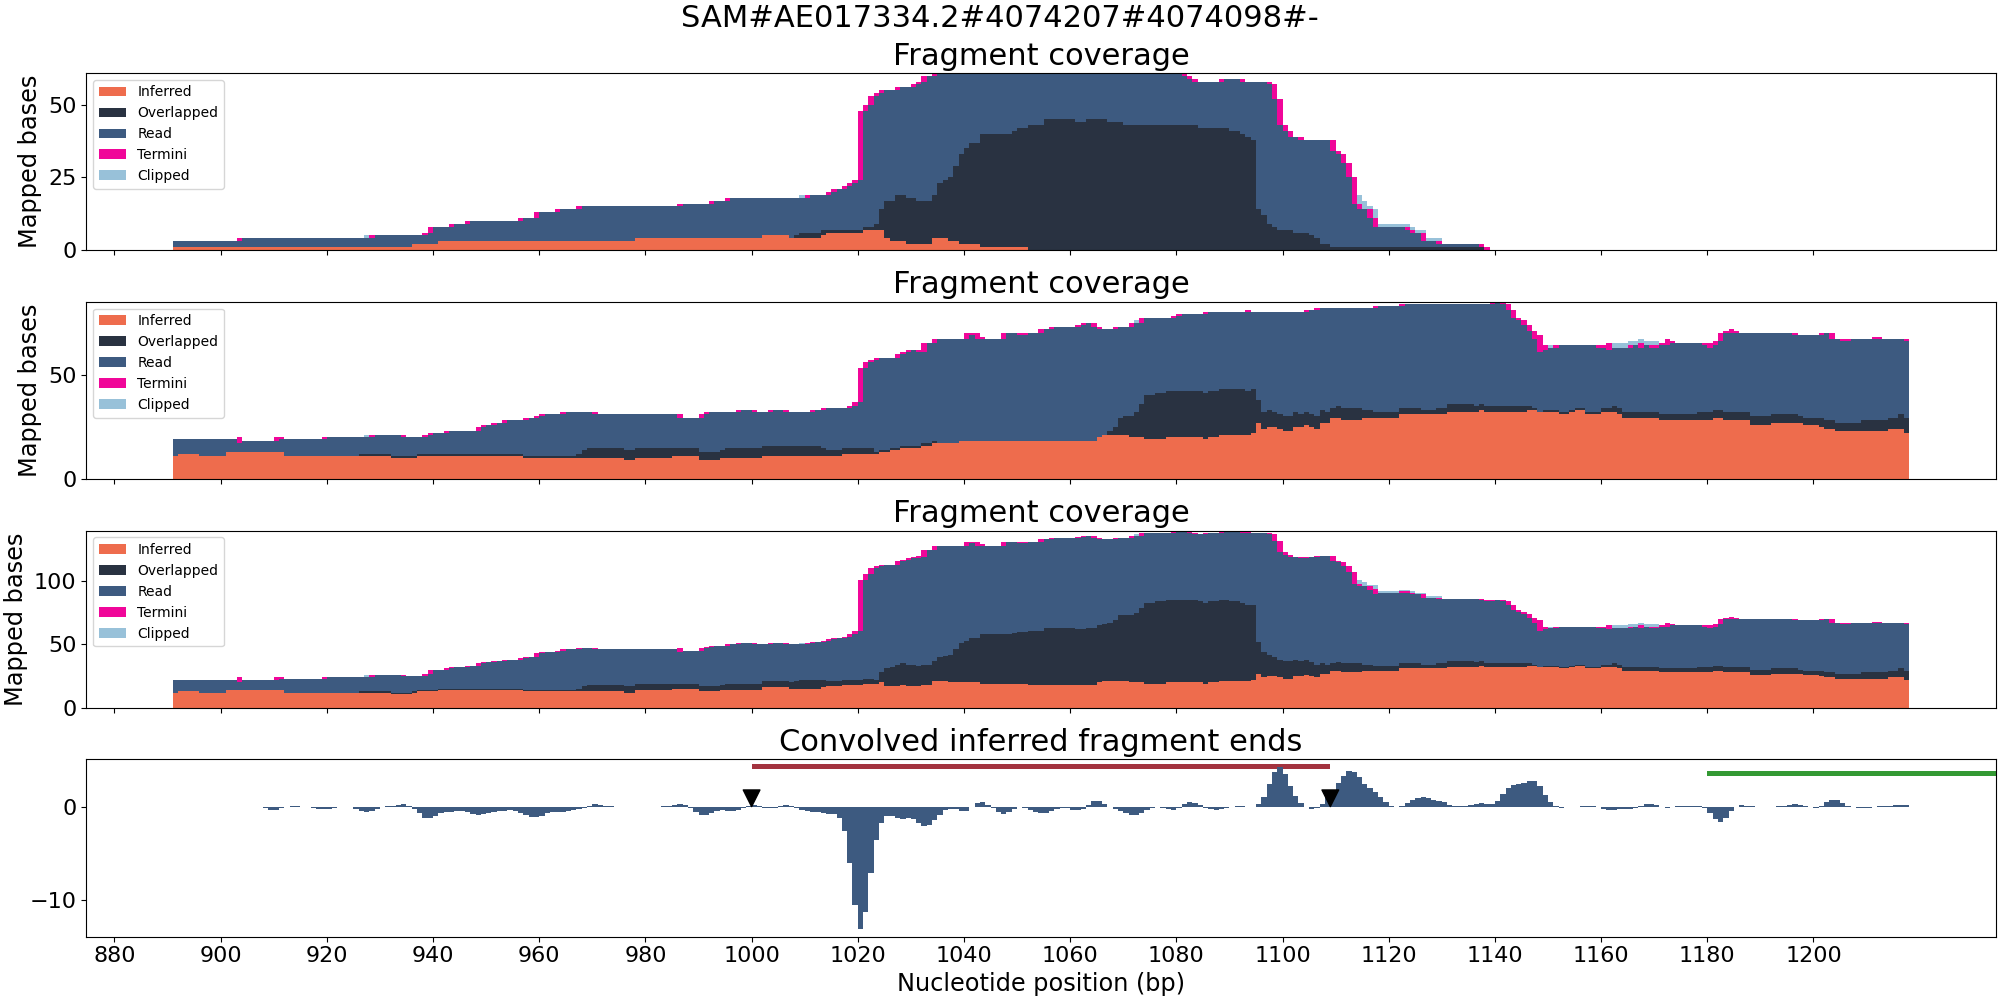 SAM#AE017334.2#4074207#4074098#-
Fragment coverage
Mapped bases
50
25
0
Inferred
Overlapped
Read
Termini
Clipped
Fragment coverage
Mapped bases
50
0
Inferred
Overlapped
Read
Termini
Clipped
Fragment coverage
Mapped bases
100
50
0
Inferred
Overlapped
Read
Termini
Clipped
Convolved inferred fragment ends
0
−10
880 900 920 940 960 980 1000 1020 1040 1060 1080 1100 1120 1140 1160 1180 1200
Nucleotide position (bp)